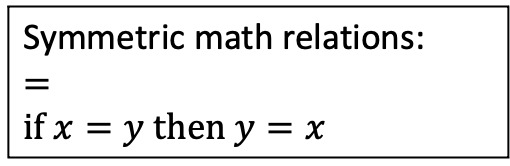 Symmetric math relations:
=
if x = y then y = x